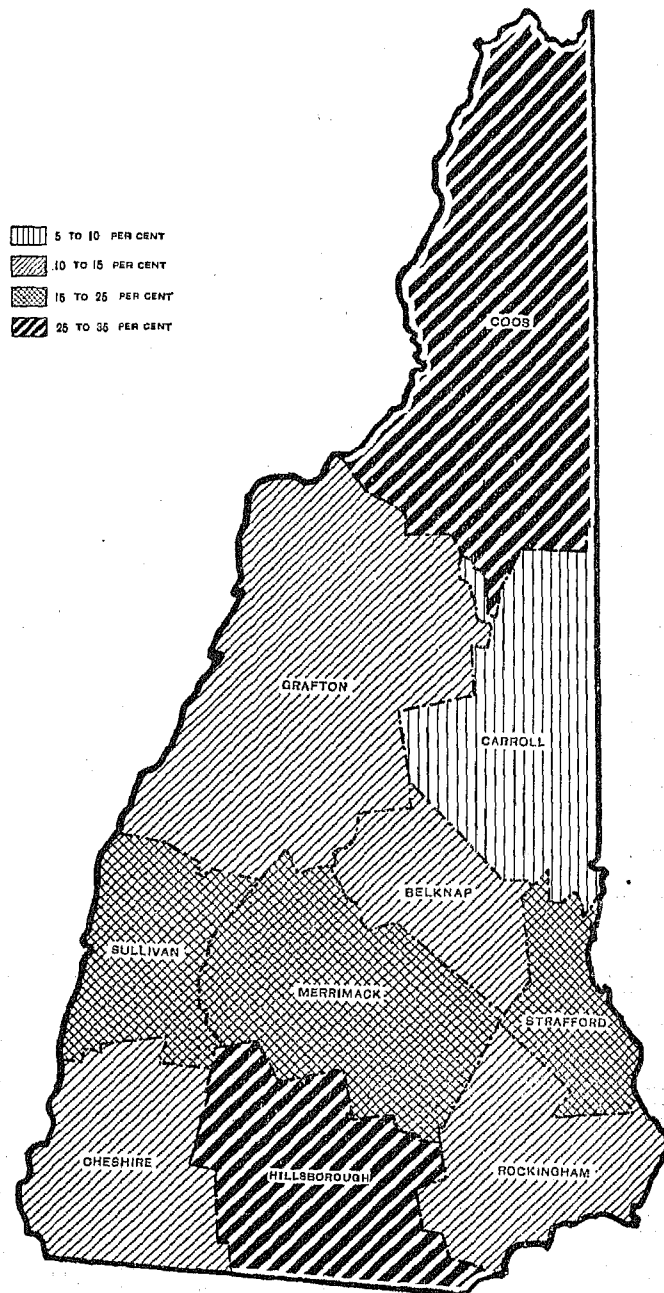 5 TO 10 PER CENT
10 TO 15 PER CENT
15 TO 25 PER CENT
25 TO 35 PER CENT
COOS
GRAFTON
CARROLL
BELKNAP
SULLIVAN
MERRIMACK
STRAFFORD
CHESHIRE
HILLSBOROUGH
ROCKINGHAM